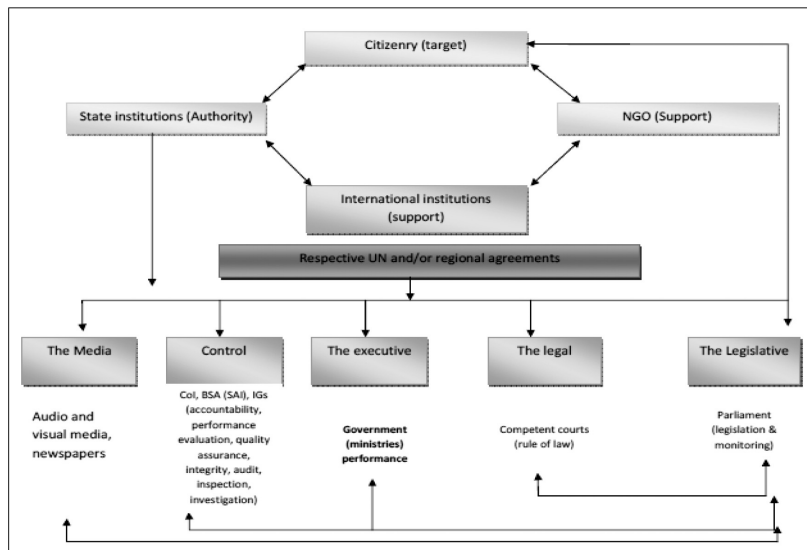 Citizenry (target)
State institutions (Authority)
NGO (Support)
International institutions
(support)
Respective UN and/or regional agreements
The Media
Control
The executive
The legal
The Legislative
Audio and
visual media,
newspapers
CoI, BSA (SAI), IGs
(accountability,
performance
evaluation, quality
assurance,
integrity, audit,
inspection,
investigation)
Government
(ministries)
performance
Competent courts
(rule of law)
Parliament
(legislation &
monitoring)